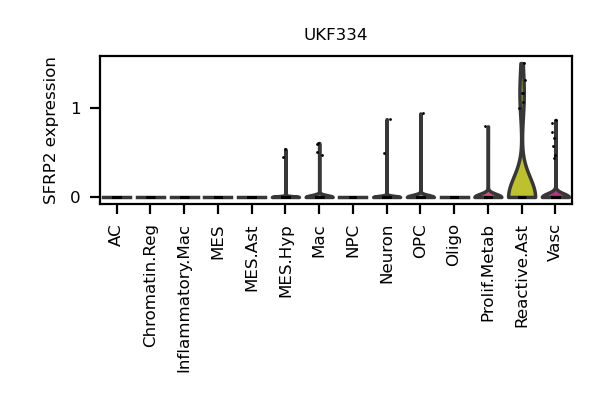 UKF334
SFRP2 expression
1
0
AC
Chromatin.Reg
Inflammatory.Mac
MES
MES.Ast
MES.Hyp
Mac
NPC
Neuron
OPC
Oligo
Prolif.Metab
Reactive.Ast
Vasc